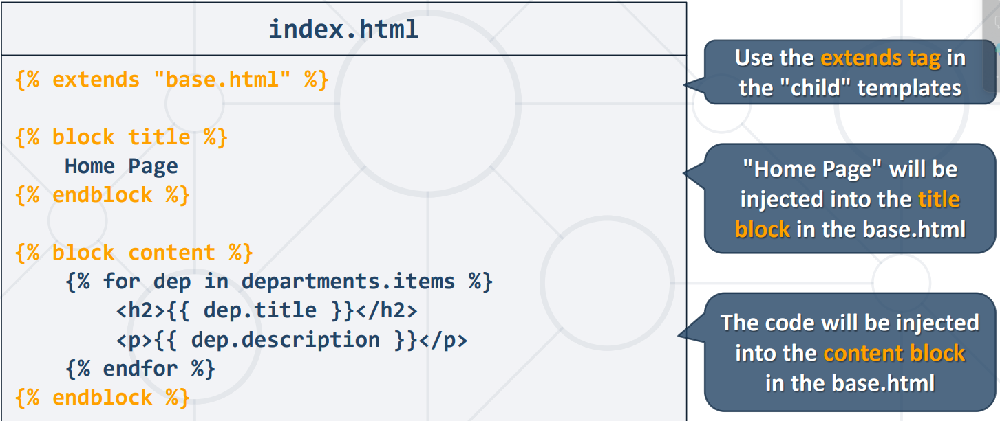 index.html
{% extends "base.html" %}
{% block title %}
Home Page
{% endblock %}
{% block content %}
{% for dep in departments.items %}
<h2>{{ dep.title }}</h2>
<p>{{ dep.description }}</p>
{% endfor %}
{% endblock %}
Use the extends tag in
the "child" templates
"Home Page" will be
injected into the title
block in the base.html
The code will be injected
into the content block
in the base.html